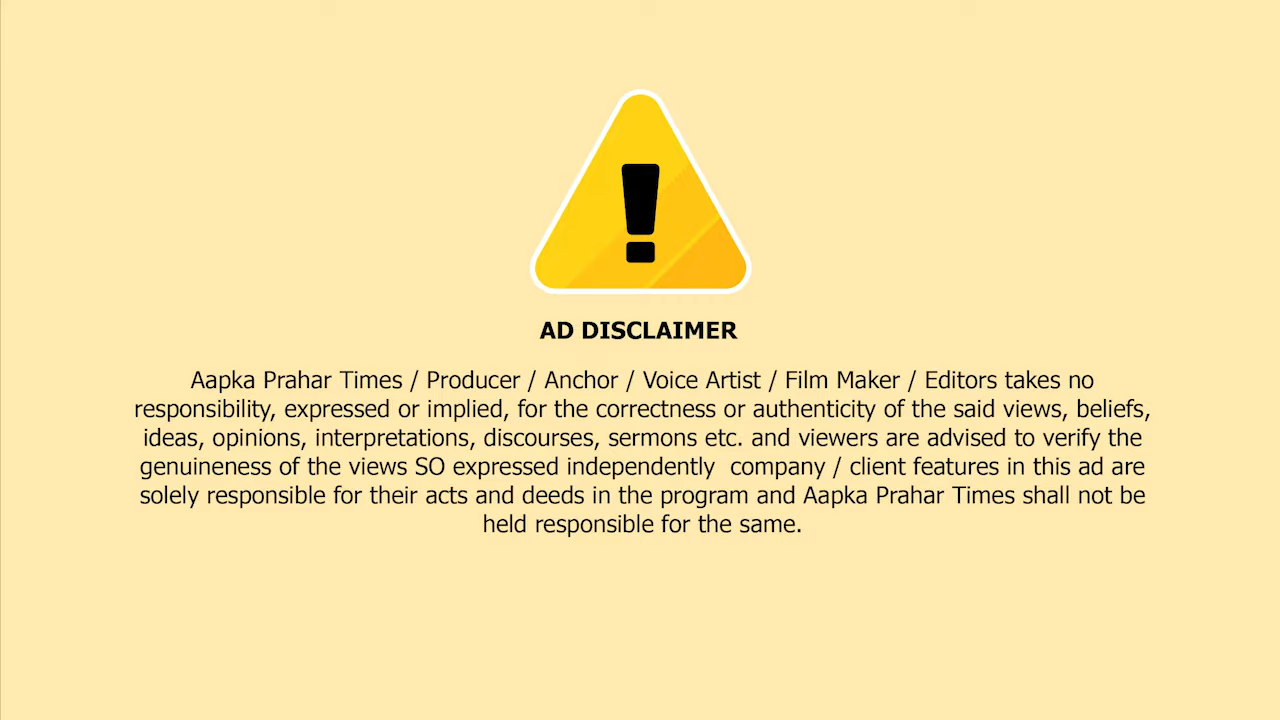 AD DISCLAIMER
Aapka Prahar Times / Producer / Anchor / Voice Artist / Film Maker / Editors takes no
responsibility, expressed or implied, for the correctness or authenticity of the said views, beliefs,
ideas, opinions, interpretations, discourses, sermons etc. and viewers are advised to verify the
genuineness of the views SO expressed independently  company / client features in this ad are
solely responsible for their acts and deeds in the program and Aapka Prahar Times shall not be
held responsible for the same.